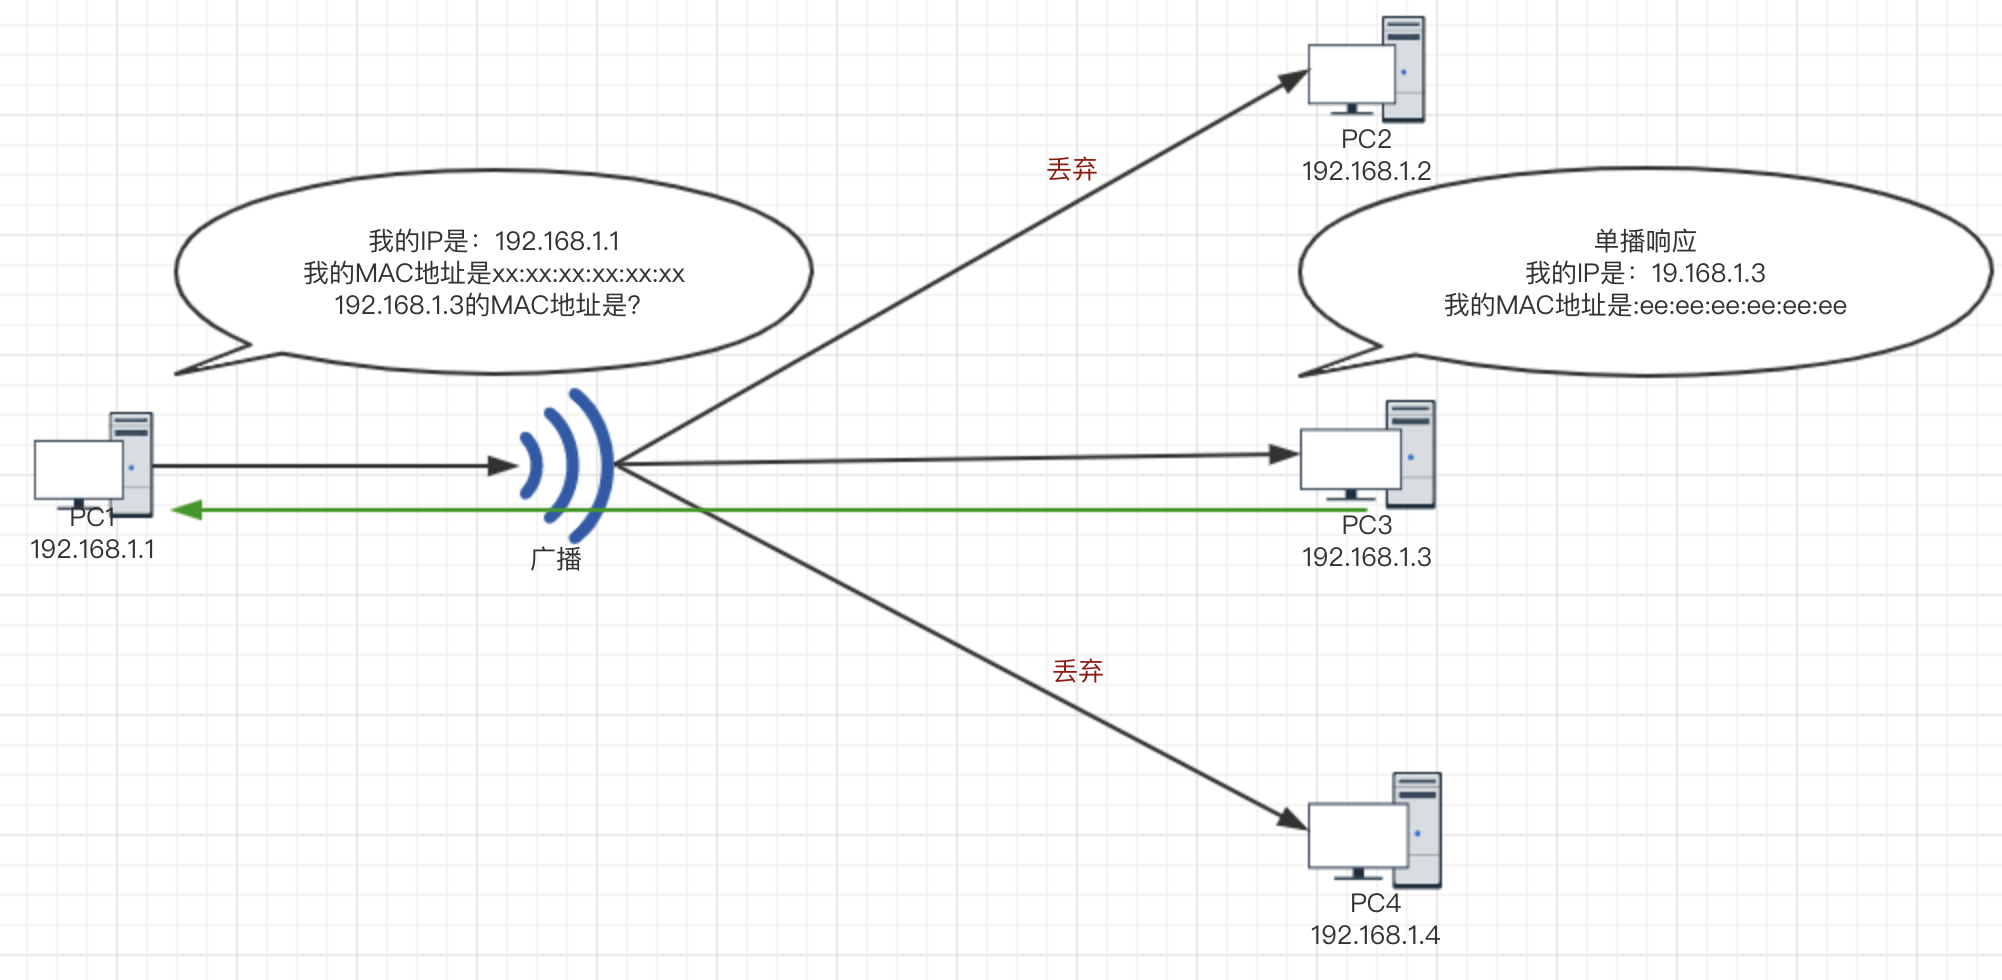 PC2
192.168.1.2
丢弃
我的IP是：192.168.1.1
我的MAC地址是xx:xx:xx:xx:xx:xx
192.168.1.3的MAC地址是?
单播响应
我的IP是：19.168.1.3
我的MAC地址是:ee:ee:ee:ee:ee:ee
PC1
192.168.1.1
广播
PC3
192.168.1.3
丢弃
PC4
192.168.1.4